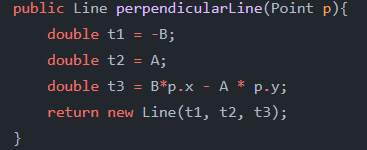 public Line perpendicularLine(Point p){
    double t1 = -B;
    double t2 = A;
    double t3 = B*p.x - A * p.y;
    return new Line(t1, t2, t3);
}